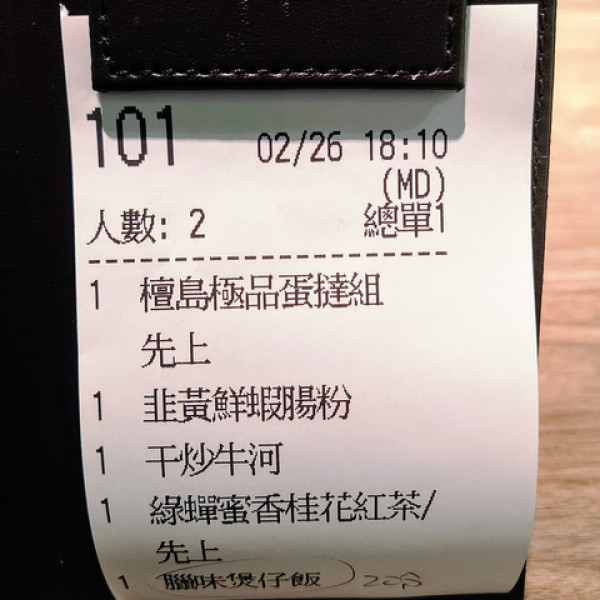 101 02/26 18:10
(MD)
人數: 2 總單1
1 檀島極品蛋撻組
先上
1 韭黃鮮蝦腸粉
1 干炒牛河
1 綠蟬蜜香桂花紅茶/
先上
1 臘味煲仔飯